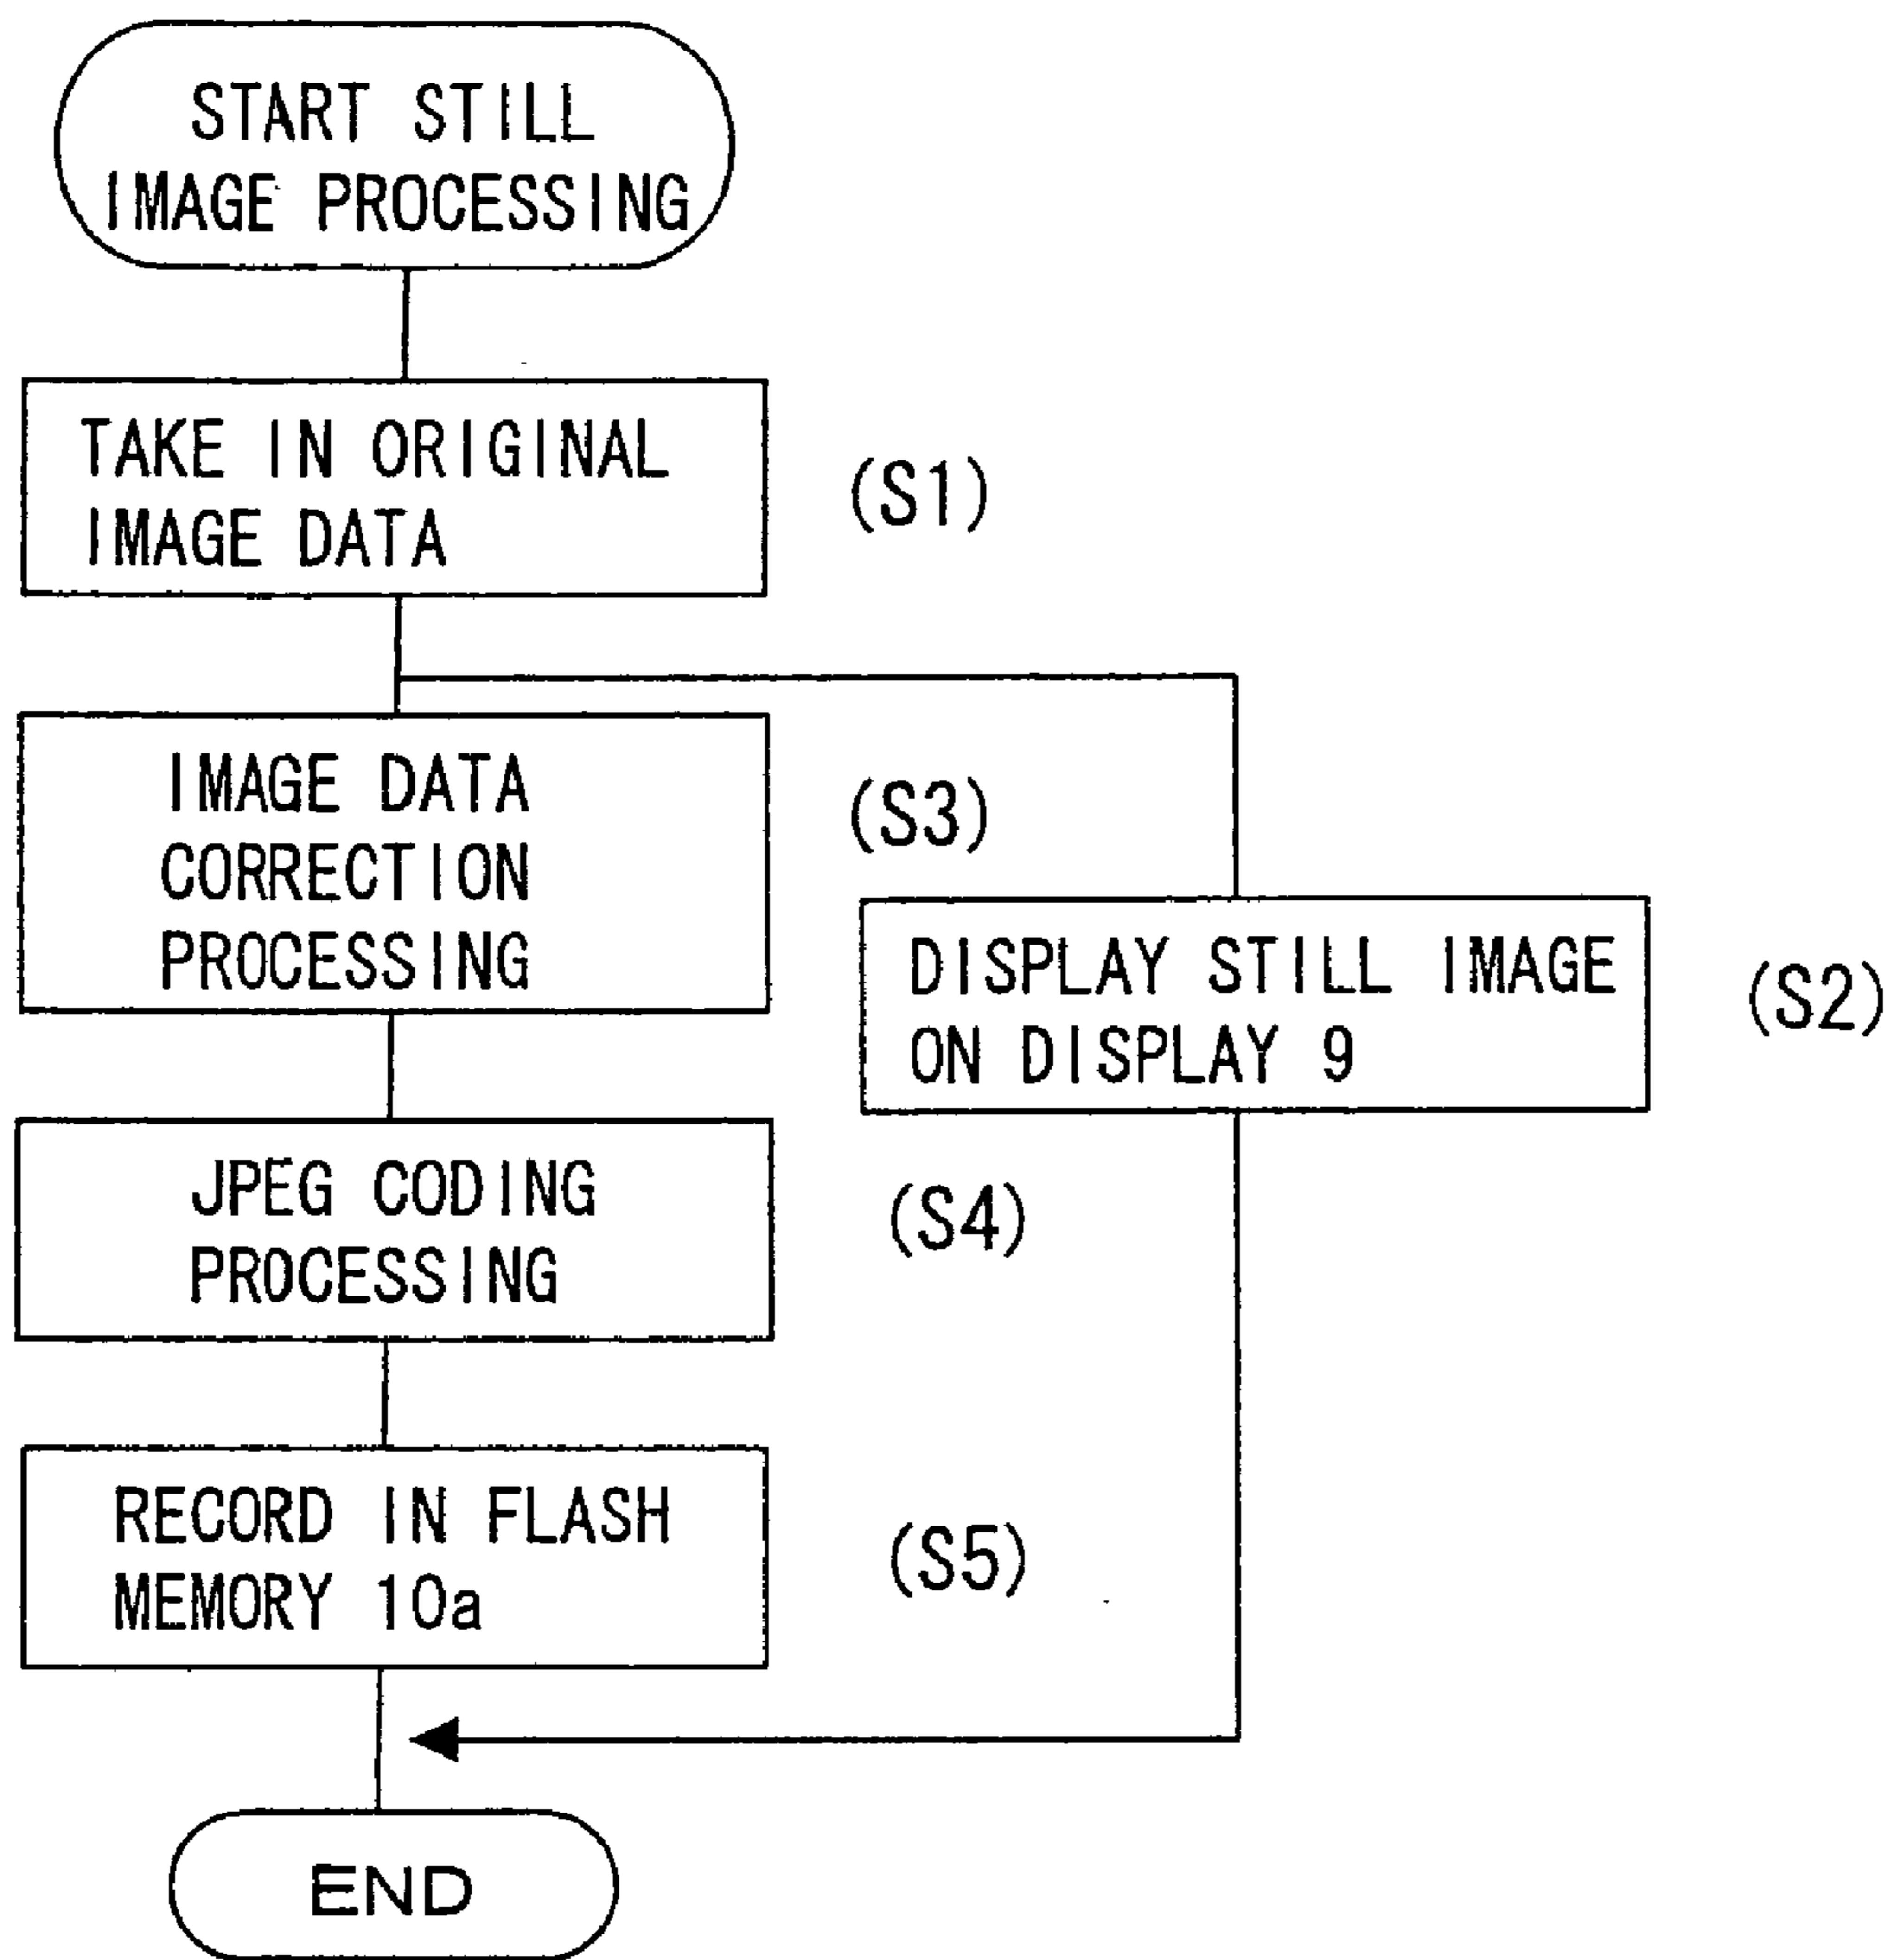 START STILL
IMAGE PROCESSING
TAKE IN ORIGINAL
IMAGE DATA
(S1)
IMAGE DATA
CORRECTION
PROCESSING
(S3)
DISPLAY STILL IMAGE
ON DISPLAY 9
(S2)
JPEG CODING
PROCESSING
(S4)
RECORD IN FLASH
MEMORY 10a
(S5)
END